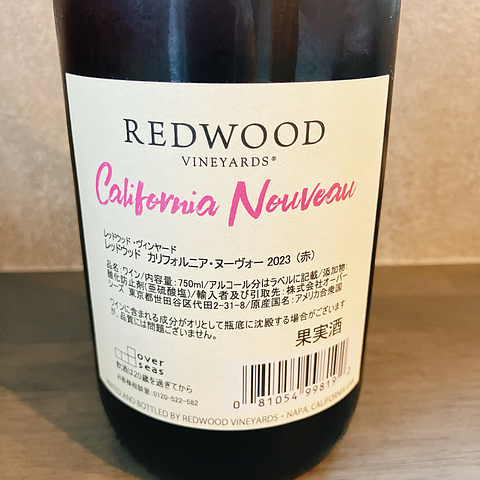 REDWOOD
VINEYARDS®
California Nouveau
レッドウッド・ヴィンヤード
レッドウッド カリフォルニア・ヌーヴォー 2023 (赤)
品名:ワイン/内容量:750ml/アルコール分はラベルに記載/添加物:
酸化防止剤(亜硫酸塩)/輸入者及び引取先:株式会社オーバー
シーズ 東京都世田谷区代田2-31-8/原産国名:アメリカ合衆国
ワインに含まれる成分がオリとして瓶底に沈殿する場合がございます
が、品質には問題ございません。
果実酒
over
seas
飲酒は20歳を過ぎてから
お客様相談室:0120-522-582
0 81054 99819 2
AND BOTTLED BY REDWOOD VINEYARDS • NAPA, CALIFORNIA USA